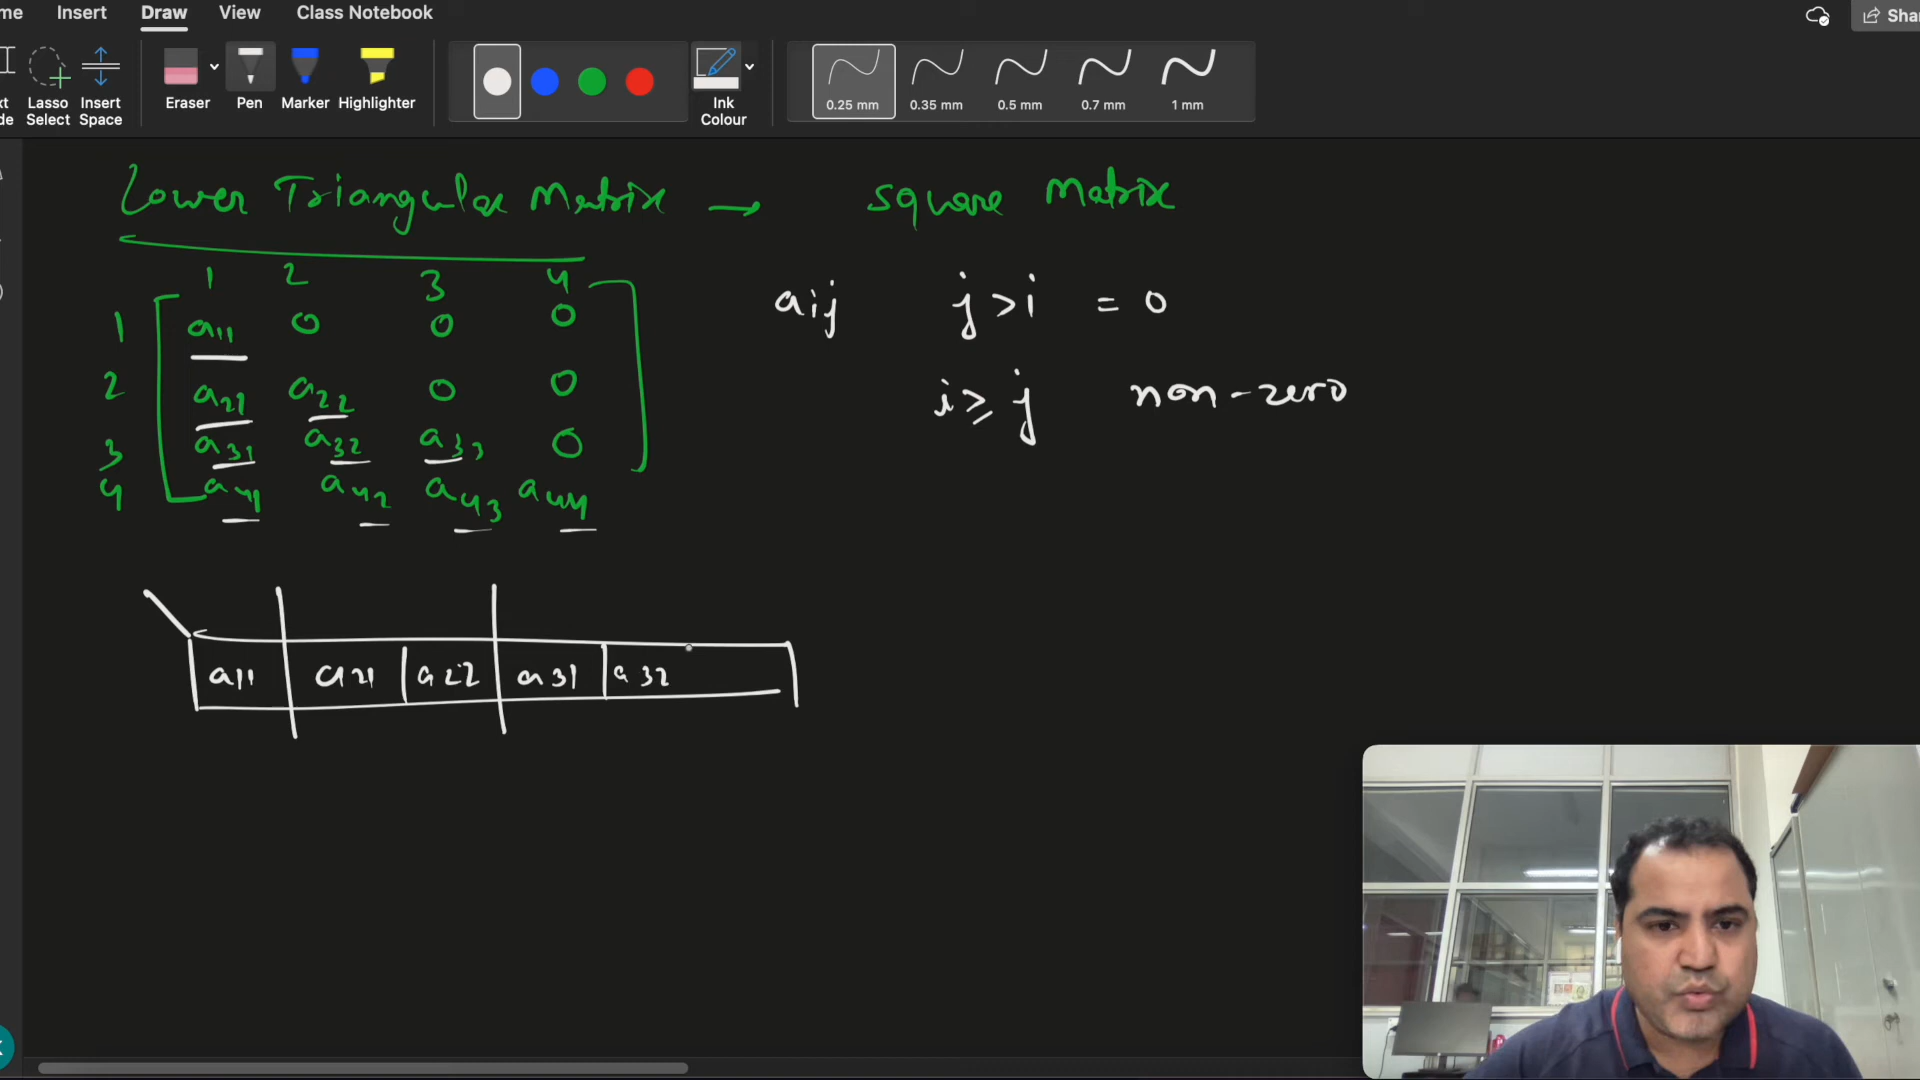 me Insert Draw View Class Notebook
Shar
Lasso Select
Insert Space
Eraser
Pen
Marker
Highlighter
Ink Colour
0.25 mm
0.35 mm
0.5 mm
0.7 mm
1 mm
Lower Triangular Matrix → square Matrix
1 2 3 4
1 a11 0 0 0
2 a21 a22 0 0
3 a31 a32 a33 0
4 a41 a42 a43 a44
aij j > i = 0
i ≥ j non-zero
a11 a21 a22 a31 a32